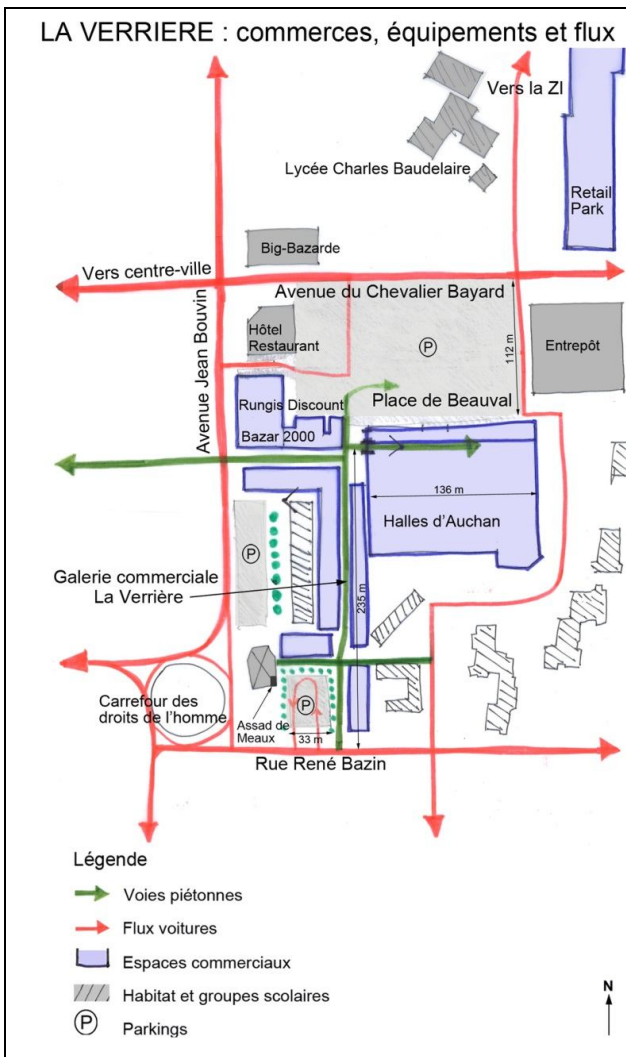 LA VERRIERE : commerces, équipements et flux
Vers la ZI
Lycée Charles Baudelaire
Retail
Park
Big-Bazarde
Vers centre-ville
Avenue du Chevalier Bayard
Avenue Jean Bouvin
Hôtel
Restaurant
P
112 m
Entrepôt
Place de Beauval
Rungis Discount
Bazar 2000
136 m
Halles d'Auchan
P
Galerie commerciale
La Verrière
235 m
Carrefour des
droits de l'homme
Assad de
Meaux
P
33 m
Rue René Bazin
Légende
Voies piétonnes
Flux voitures
Espaces commerciaux
Habitat et groupes scolaires
P Parkings
N